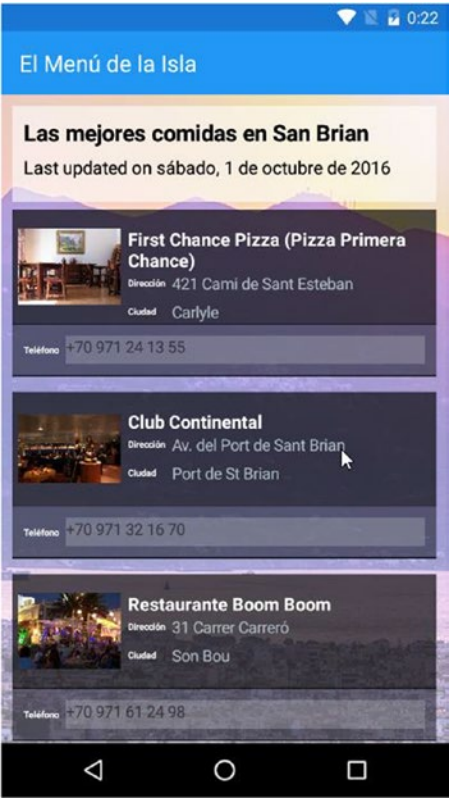 0:22
El Menú de la Isla
Las mejores comidas en San Brian
Last updated on sábado, 1 de octubre de 2016
First Chance Pizza (Pizza Primera
Chance)
Dirección 421 Cami de Sant Esteban
Ciudad Carlyle
Teléfono +70 971 24 13 55
Club Continental
Dirección Av. del Port de Sant Brian
Ciudad Port de St Brian
Teléfono +70 971 32 16 70
Restaurante Boom Boom
Dirección 31 Carrer Carreró
Ciudad Son Bou
Teléfono +70 971 61 24 98